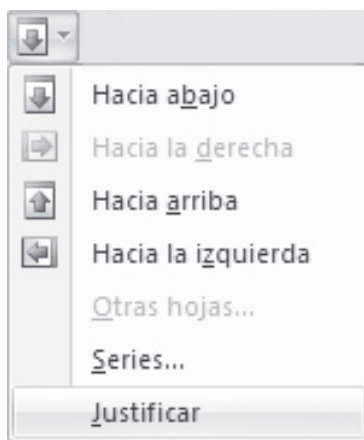 Hacia abajo
Hacia la derecha
Hacia arriba
Hacia la izquierda
Otras hojas...
Series...
Justificar